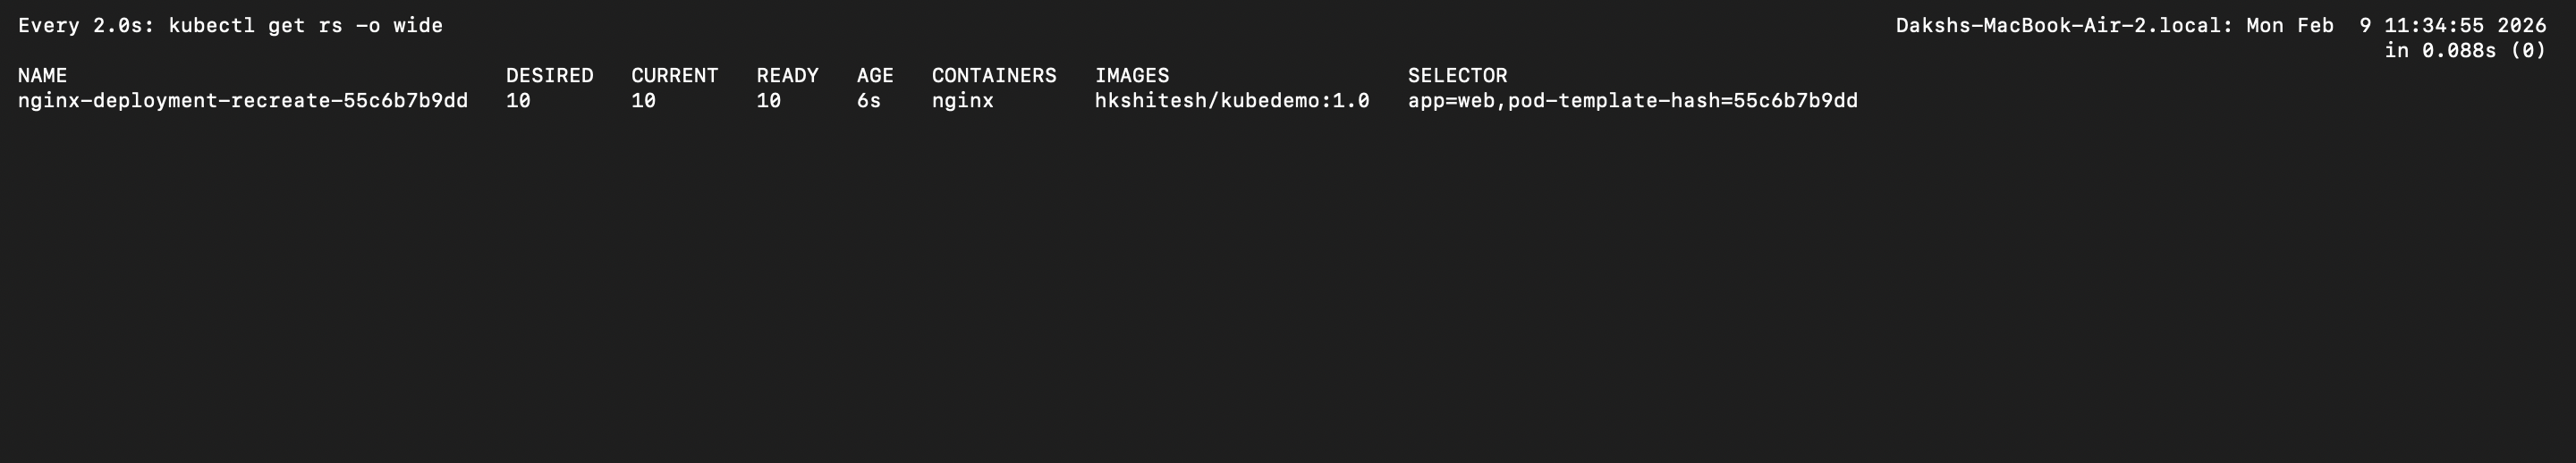 Every 2.0s: kubectl get rs -o wide Dakshs-MacBook-Air-2.local: Mon Feb  9 11:34:55 2026
in 0.088s (0)
NAME DESIRED CURRENT READY AGE CONTAINERS IMAGES SELECTOR
nginx-deployment-recreate-55c6b7b9dd 10 10 10 6s nginx hkshitesh/kubedemo:1.0 app=web,pod-template-hash=55c6b7b9dd